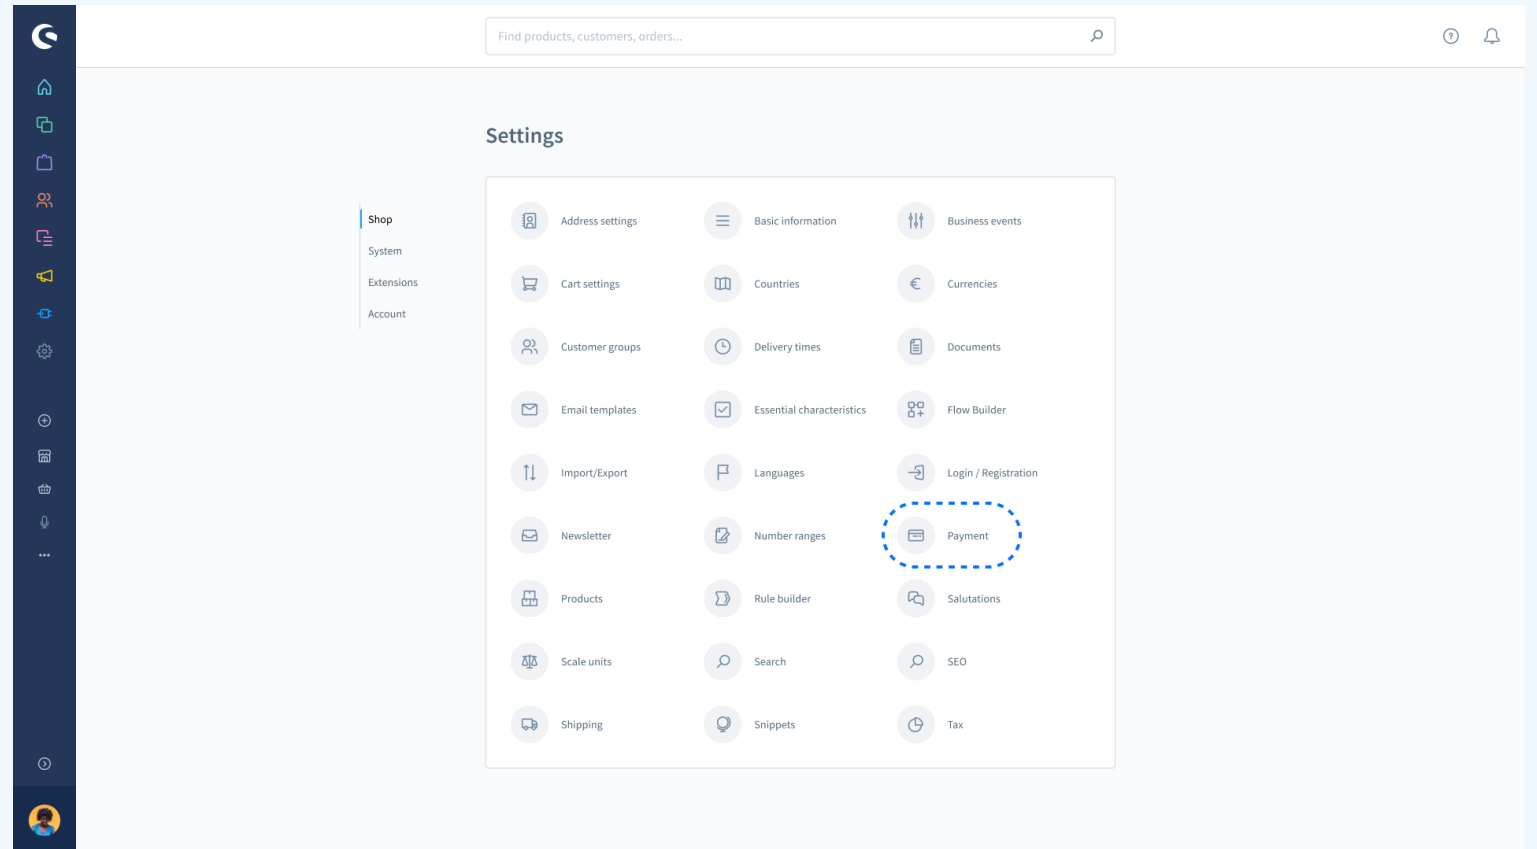 Find products, customers, orders...
Settings
Shop
System
Extensions
Account
Address settings
Basic information
Business events
Cart settings
Countries
Currencies
Customer groups
Delivery times
Documents
Email templates
Essential characteristics
Flow Builder
Import/Export
Languages
Login / Registration
Newsletter
Number ranges
Payment
Products
Rule builder
Salutations
Scale units
Search
SEO
Shipping
Snippets
Tax